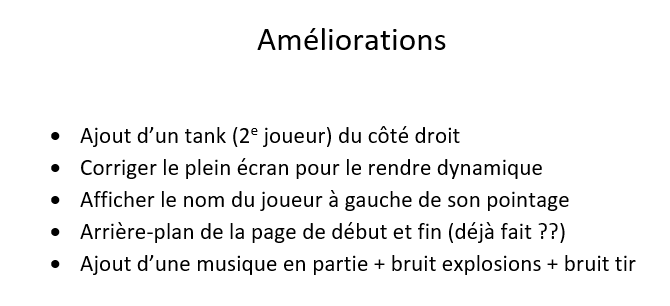 Améliorations
• Ajout d’un tank (2e joueur) du côté droit
• Corriger le plein écran pour le rendre dynamique
• Afficher le nom du joueur à gauche de son pointage
• Arrière-plan de la page de début et fin (déjà fait ??)
• Ajout d’une musique en partie + bruit explosions + bruit tir